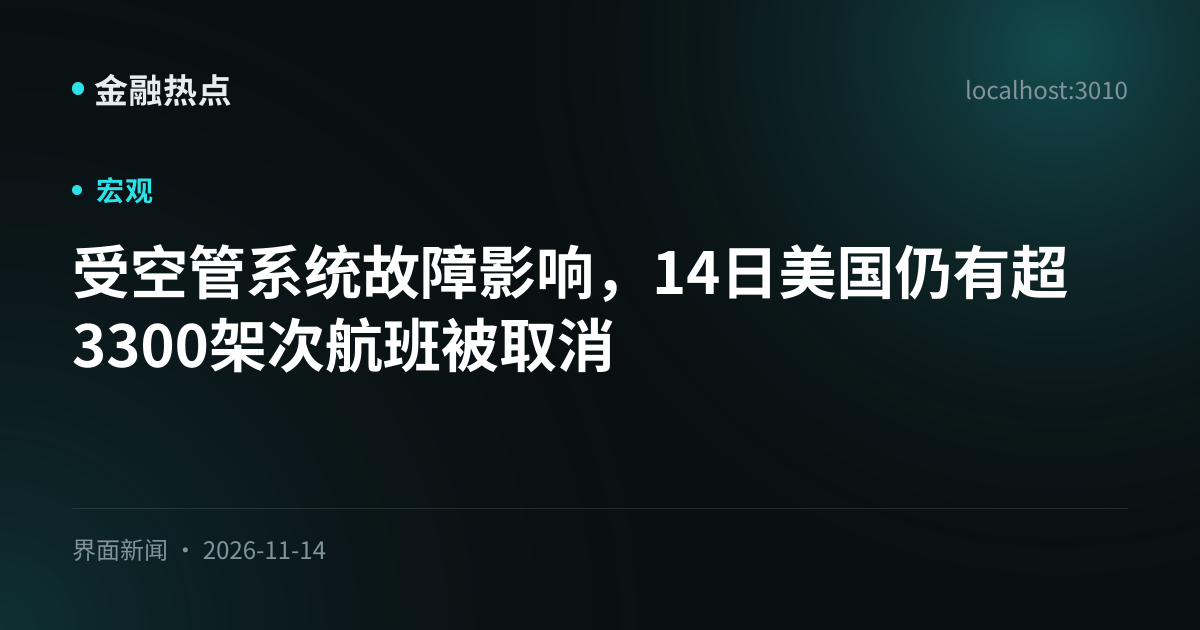 金融热点
localhost:3010
宏观
受空管系统故障影响，14日美国仍有超
3300架次航班被取消
界面新闻 · 2026-11-14